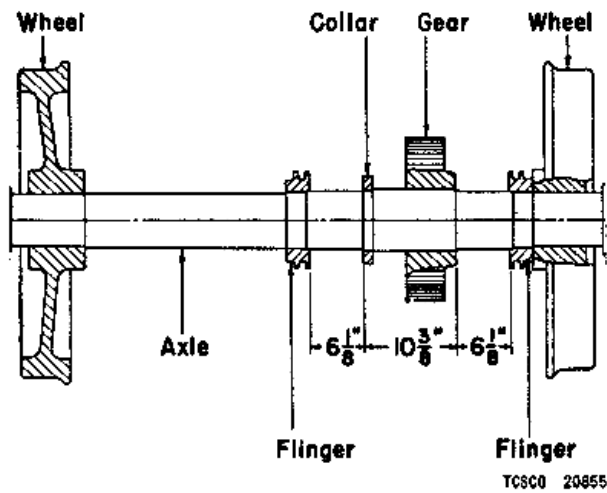 Wheel Collar Gear Wheel
Axle
6 1/8" 10 3/8" 6 1/8"
Flinger Flinger
TCSCO 20855